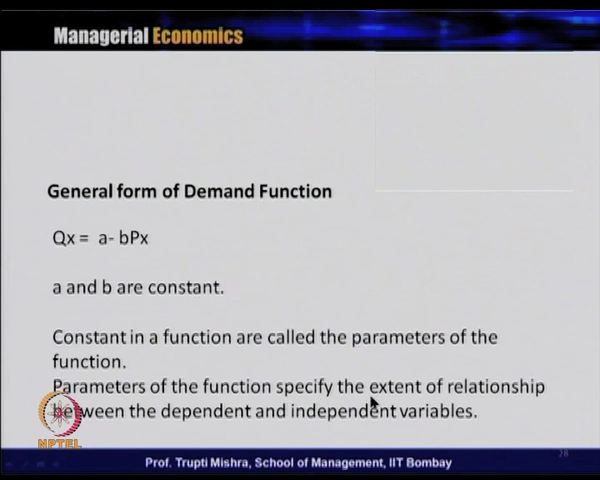 Managerial Economics
General form of Demand Function
Qx = a- bPx
a and b are constant.
Constant in a function are called the parameters of the
function.
Parameters of the function specify the extent of relationship
between the dependent and independent variables.
NPTEL
28
Prof. Trupti Mishra, School of Management, IIT Bombay